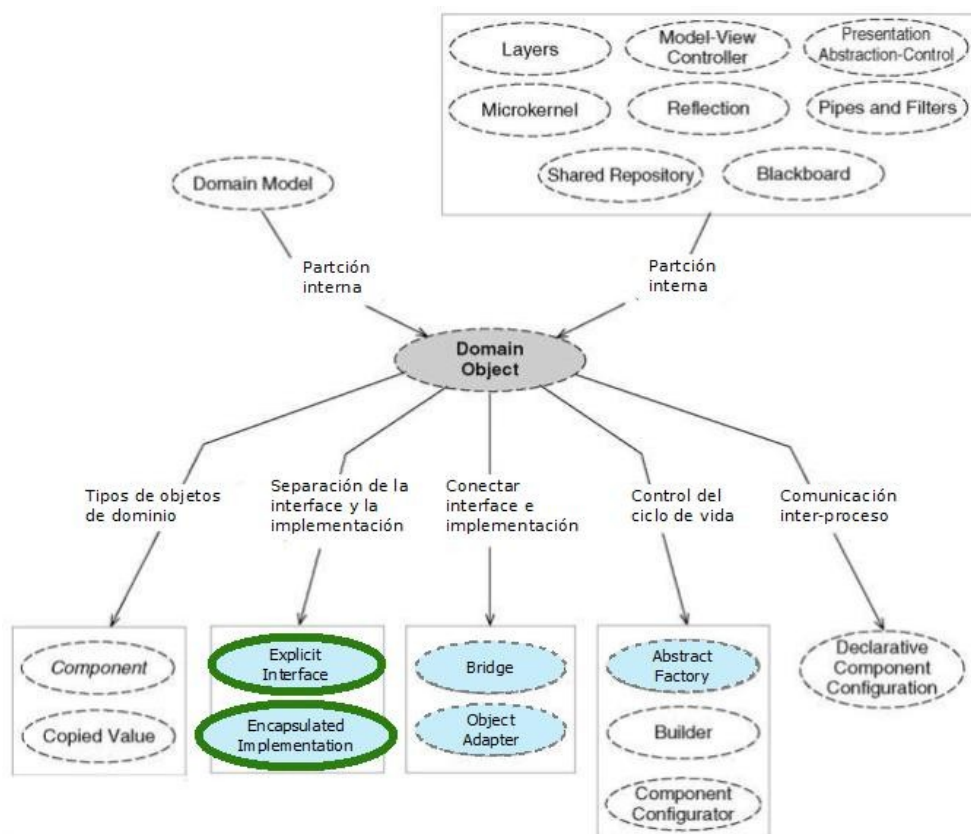 Layers
Model-View
Controller
Presentation
Abstraction-Control
Microkernel
Reflection
Pipes and Filters
Shared Repository
Blackboard
Domain Model
Partción
interna
Partción
interna
Domain
Object
Tipos de objetos
de dominio
Separación de la
interface y la
implementación
Conectar
interface e
implementación
Control del
ciclo de vida
Comunicación
inter-proceso
Component
Copied Value
Explicit
Interface
Encapsulated
Implementation
Bridge
Object
Adapter
Abstract
Factory
Builder
Component
Configurator
Declarative
Component
Configuration